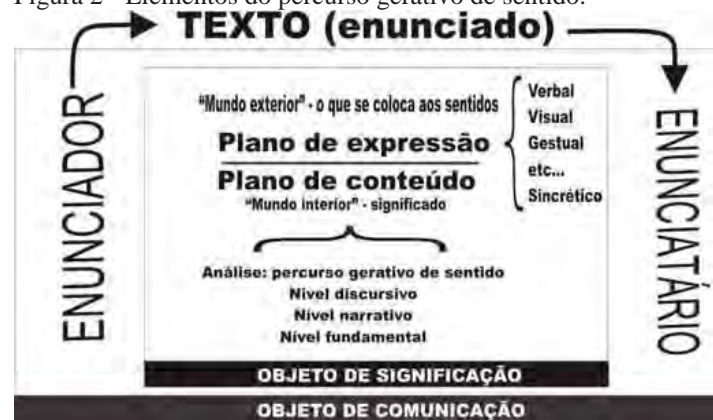 Figura 2 - Elementos do percurso gerativo de sentido.
TEXTO (enunciado)
ENUNCIADOR
"Mundo exterior" - o que se coloca aos sentidos
Plano de expressão
Plano de conteúdo
"Mundo interior" - significado
Verbal
Visual
Gestual
etc...
Sincrético
Análise: percurso gerativo de sentido
Nível discursivo
Nível narrativo
Nível fundamental
ENUNCIATÁRIO
OBJETO DE SIGNIFICAÇÃO
OBJETO DE COMUNICAÇÃO